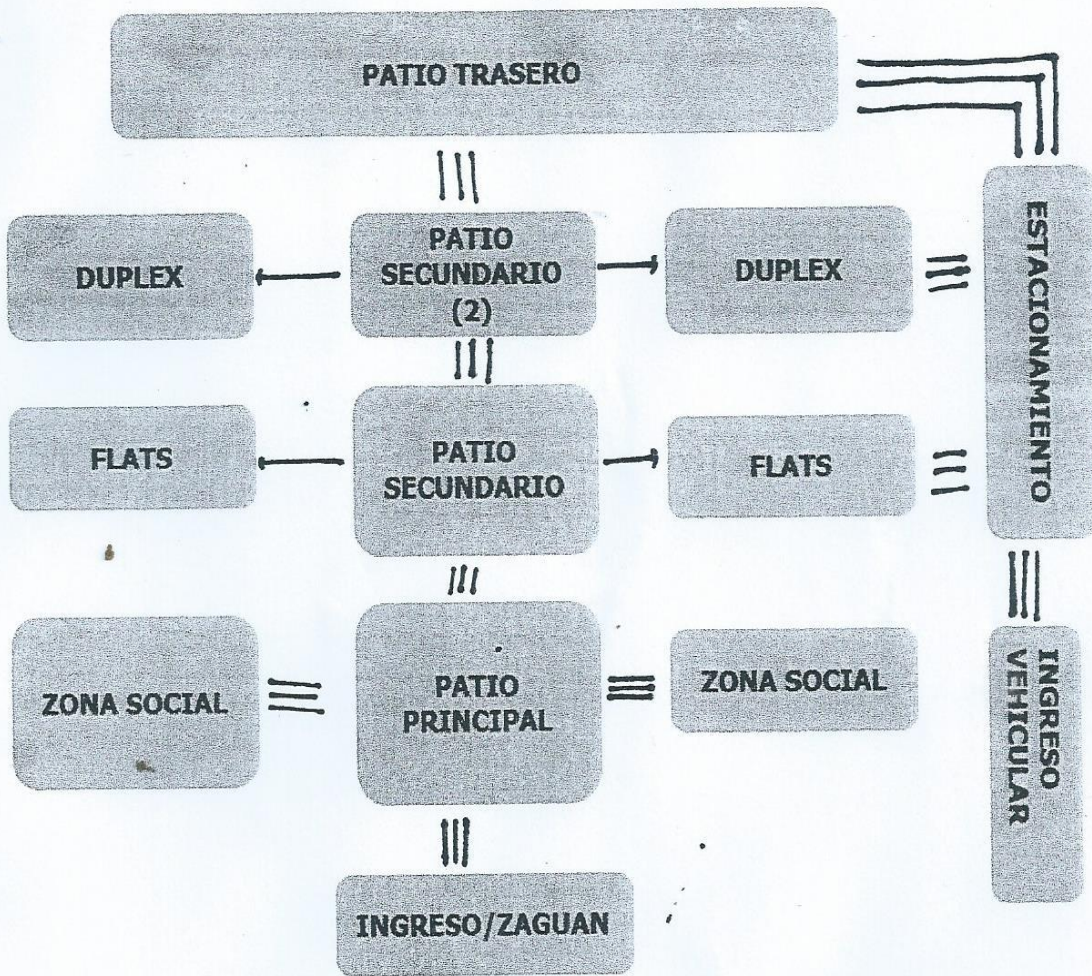 PATIO TRASERO
DUPLEX
PATIO
SECUNDARIO
(2)
DUPLEX
ESTACIONAMIENTO
FLATS
PATIO
SECUNDARIO
FLATS
ZONA SOCIAL
PATIO
PRINCIPAL
ZONA SOCIAL
INGRESO
VEHICULAR
INGRESO/ZAGUAN